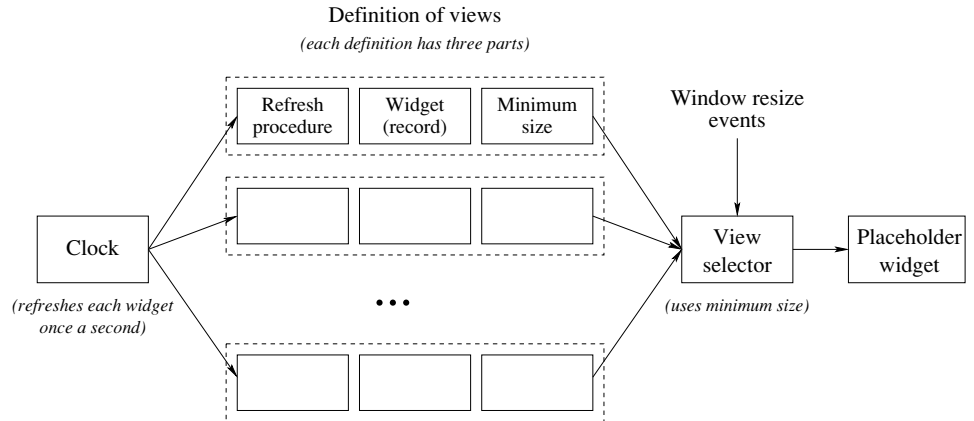 Definition of views
(each definition has three parts)
Refresh
procedure
Widget
(record)
Minimum
size
Window resize
events
Clock
(refreshes each widget
once a second)
...
View
selector
(uses minimum size)
Placeholder
widget